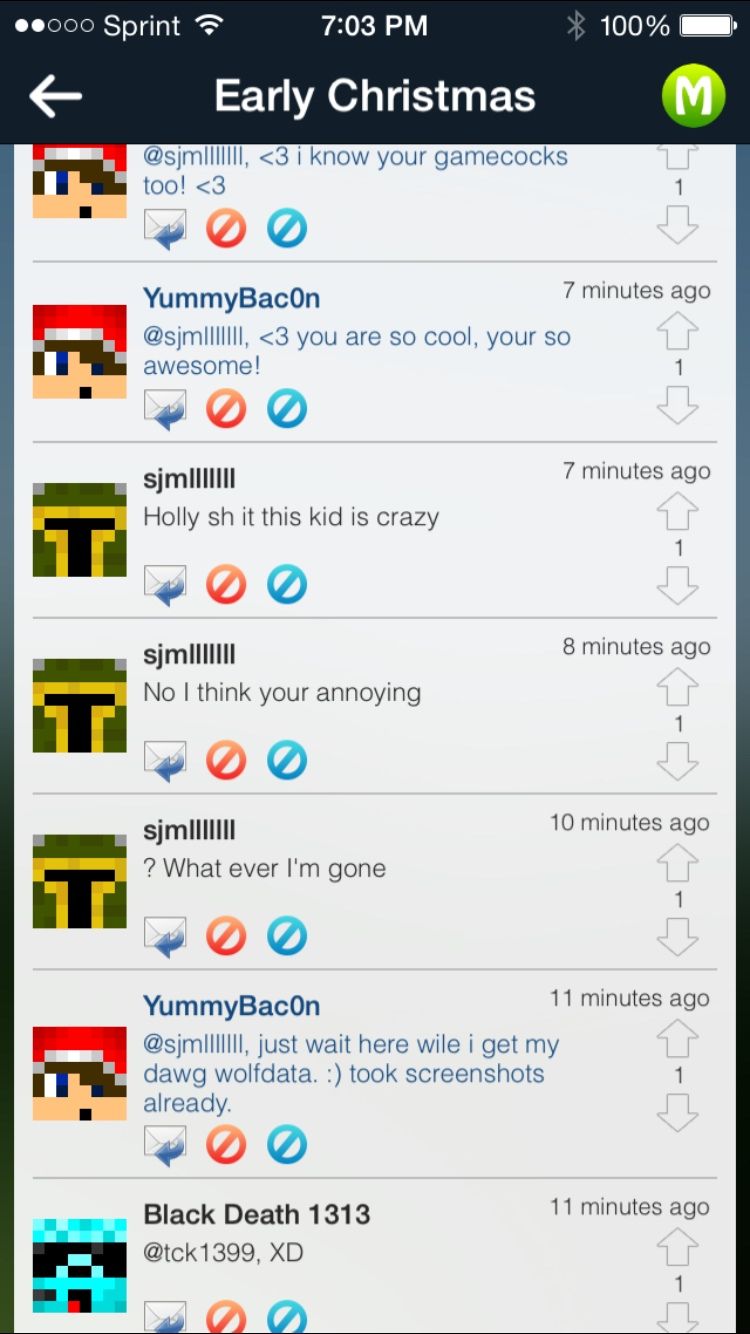 Sprint 7:03 PM 100%
Early Christmas M
@sjmlllllll, <3 i know your gamecocks
too! <3
1
YummyBac0n 7 minutes ago
@sjmlllllll, <3 you are so cool, your so
awesome!
1
sjmlllllll 7 minutes ago
Holly sh it this kid is crazy
1
sjmlllllll 8 minutes ago
No I think your annoying
1
sjmlllllll 10 minutes ago
? What ever I'm gone
1
YummyBac0n 11 minutes ago
@sjmlllllll, just wait here wile i get my
dawg wolfdata. :) took screenshots
already.
1
Black Death 1313 11 minutes ago
@tck1399, XD
1